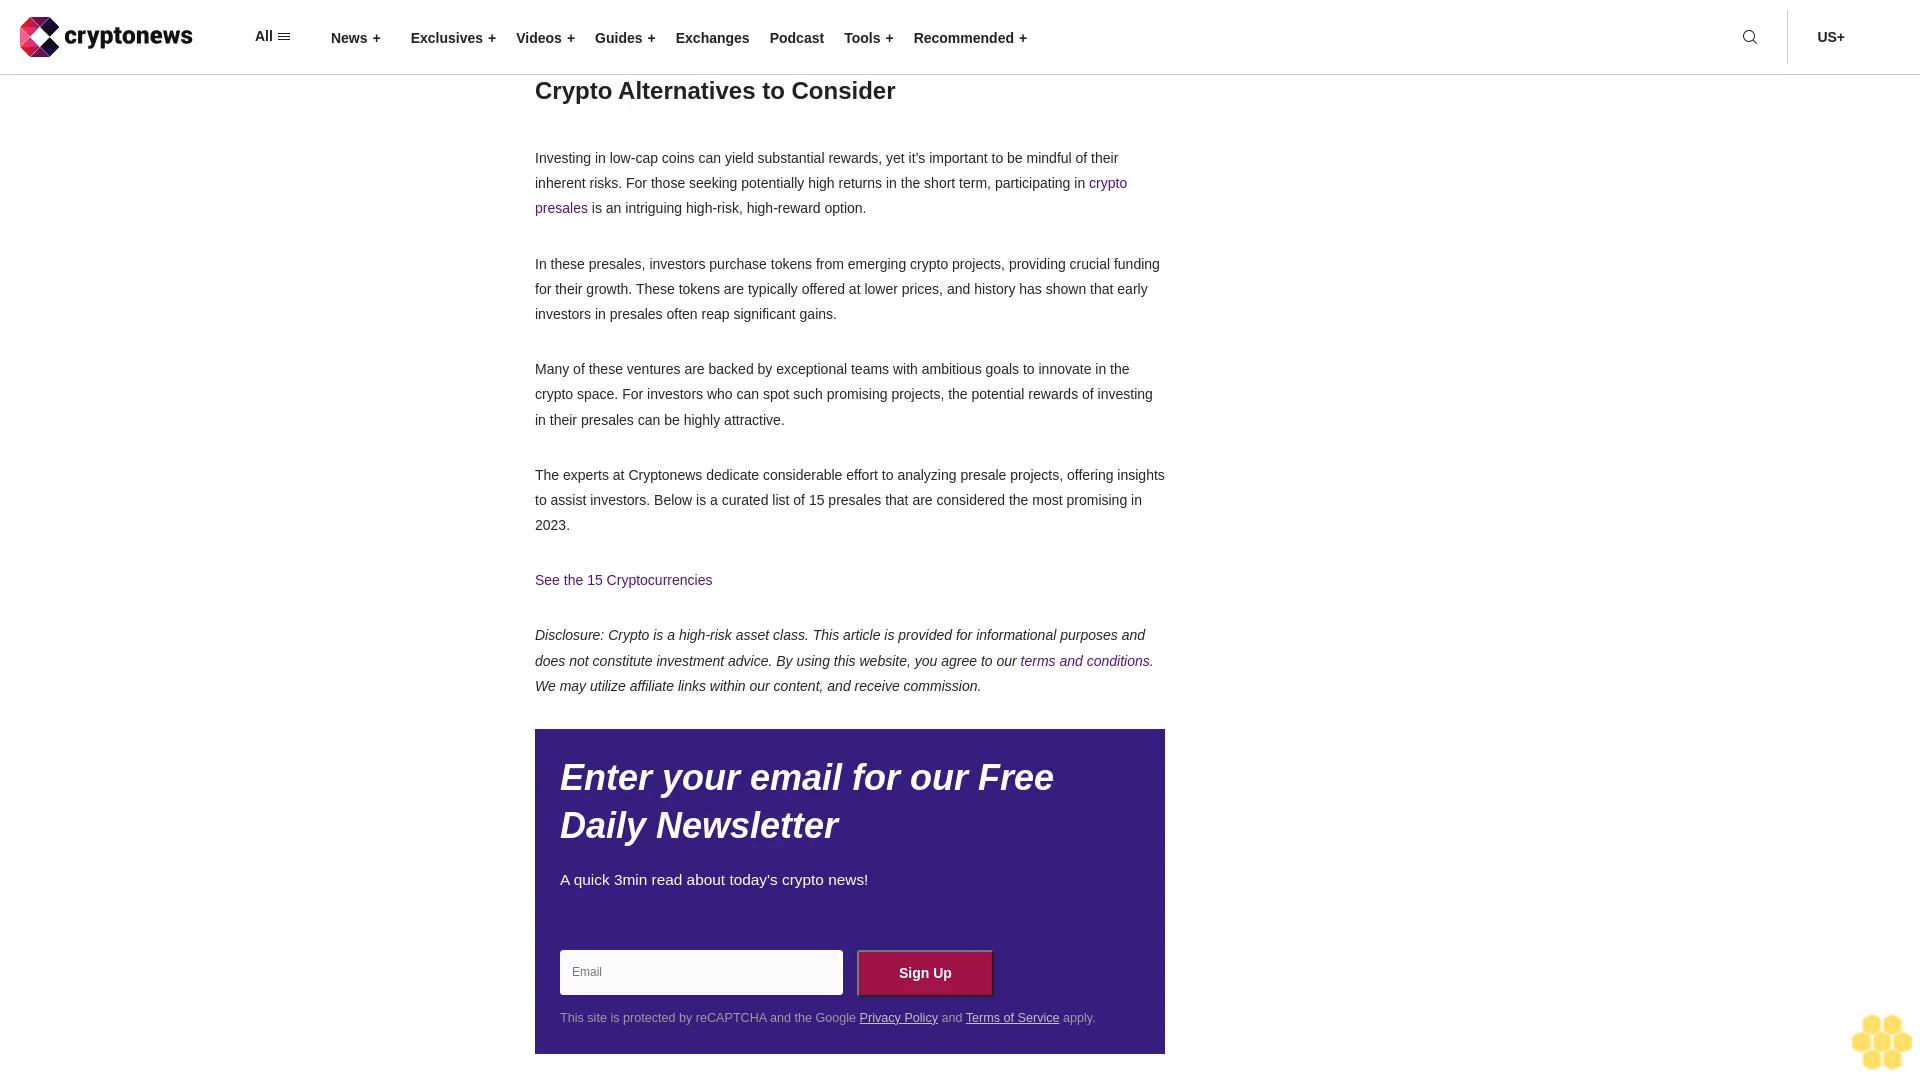 cryptonews
All
News +
Exclusives +
Videos +
Guides +
Exchanges
Podcast
Tools +
Recommended +
US+
Crypto Alternatives to Consider
Investing in low-cap coins can yield substantial rewards, yet it’s important to be mindful of their
inherent risks. For those seeking potentially high returns in the short term, participating in crypto
presales is an intriguing high-risk, high-reward option.
In these presales, investors purchase tokens from emerging crypto projects, providing crucial funding
for their growth. These tokens are typically offered at lower prices, and history has shown that early
investors in presales often reap significant gains.
Many of these ventures are backed by exceptional teams with ambitious goals to innovate in the
crypto space. For investors who can spot such promising projects, the potential rewards of investing
in their presales can be highly attractive.
The experts at Cryptonews dedicate considerable effort to analyzing presale projects, offering insights
to assist investors. Below is a curated list of 15 presales that are considered the most promising in
2023.
See the 15 Cryptocurrencies
Disclosure: Crypto is a high-risk asset class. This article is provided for informational purposes and
does not constitute investment advice. By using this website, you agree to our terms and conditions.
We may utilize affiliate links within our content, and receive commission.
Enter your email for our Free
Daily Newsletter
A quick 3min read about today's crypto news!
Email
Sign Up
This site is protected by reCAPTCHA and the Google Privacy Policy and Terms of Service apply.